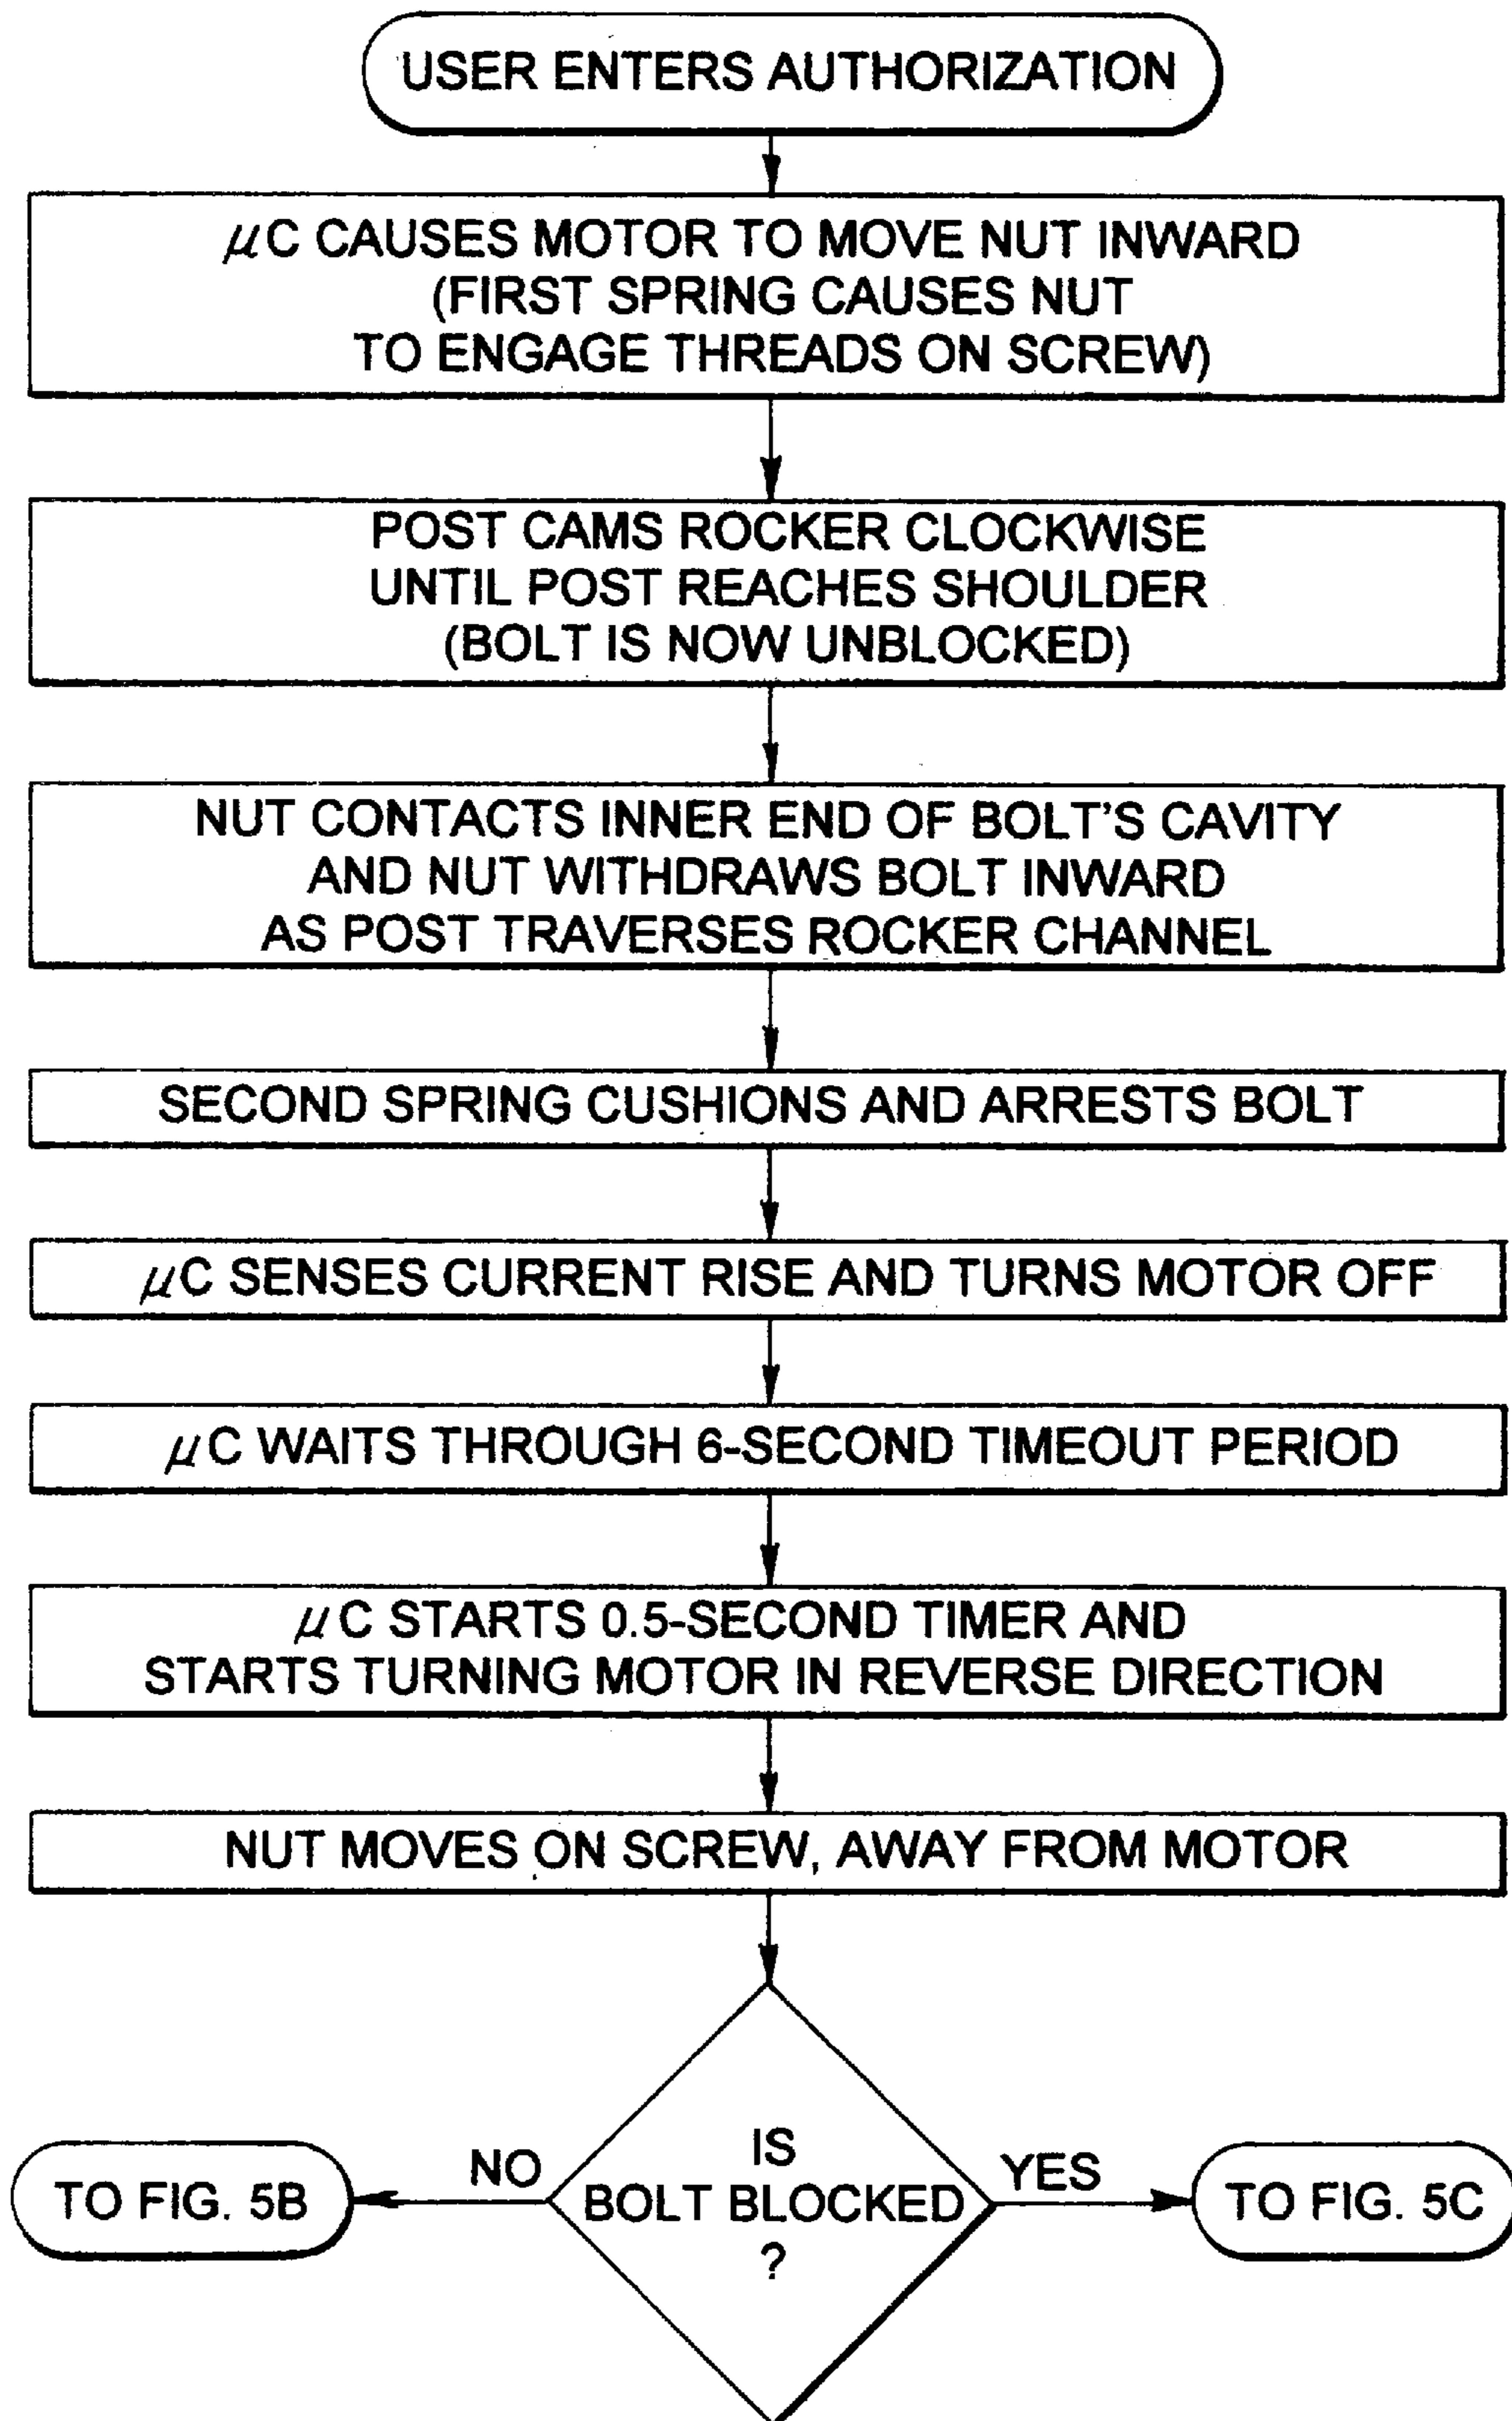 USER ENTERS AUTHORIZATION
μC CAUSES MOTOR TO MOVE NUT INWARD
(FIRST SPRING CAUSES NUT
TO ENGAGE THREADS ON SCREW)
POST CAMS ROCKER CLOCKWISE
UNTIL POST REACHES SHOULDER
(BOLT IS NOW UNBLOCKED)
NUT CONTACTS INNER END OF BOLT'S CAVITY
AND NUT WITHDRAWS BOLT INWARD
AS POST TRAVERSES ROCKER CHANNEL
SECOND SPRING CUSHIONS AND ARRESTS BOLT
μC SENSES CURRENT RISE AND TURNS MOTOR OFF
μC WAITS THROUGH 6-SECOND TIMEOUT PERIOD
μC STARTS 0.5-SECOND TIMER AND
STARTS TURNING MOTOR IN REVERSE DIRECTION
NUT MOVES ON SCREW, AWAY FROM MOTOR
IS
BOLT BLOCKED
?
NO
YES
TO FIG. 5B
TO FIG. 5C